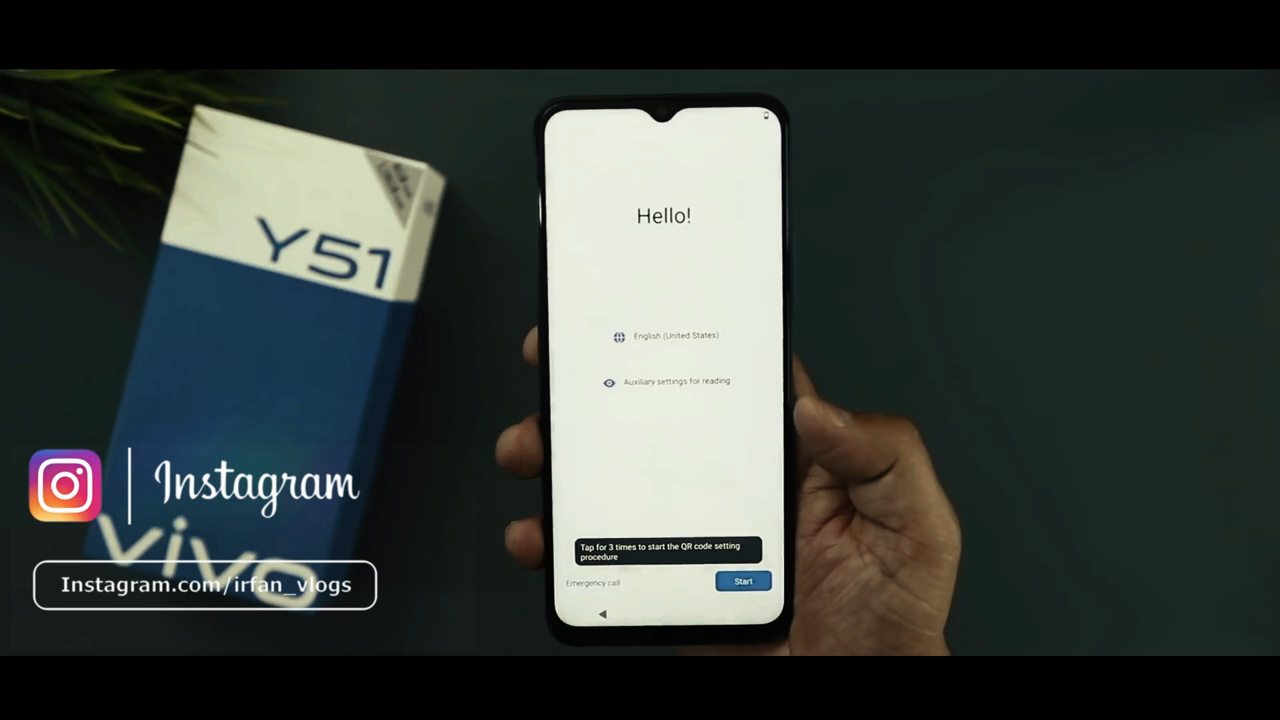 Y51
vivo
Instagram
Instagram.com/irfan_vlogs
Hello!
English (United States)
Auxiliary settings for reading
Tap for 3 times to start the QR code setting
procedure
Emergency call
Start